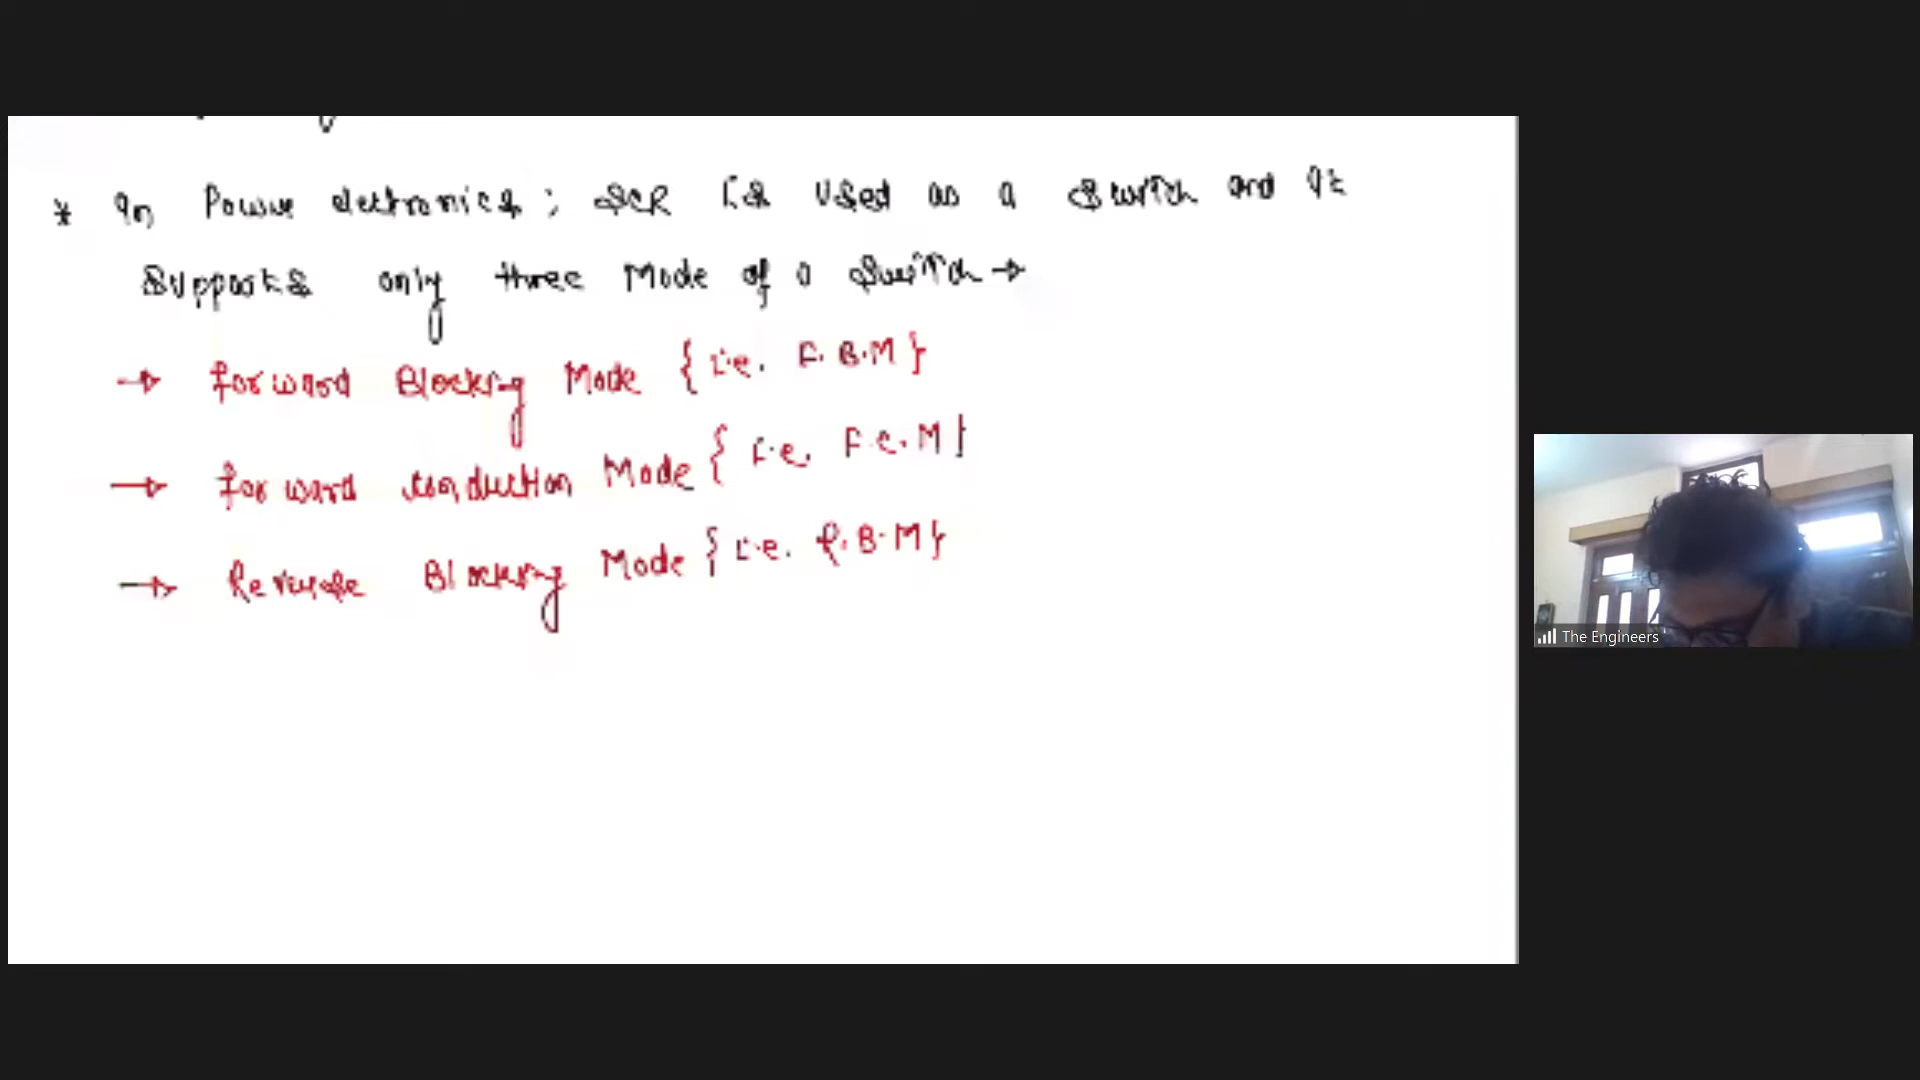 * In Power electronics; SCR is used as a switch and it
supports only three Mode of a switch →
→ forward Blocking Mode { i.e. F.B.M }
→ forward conduction Mode { i.e. F.C.M }
→ Reverse Blocking Mode { i.e. R.B.M }
The Engineers